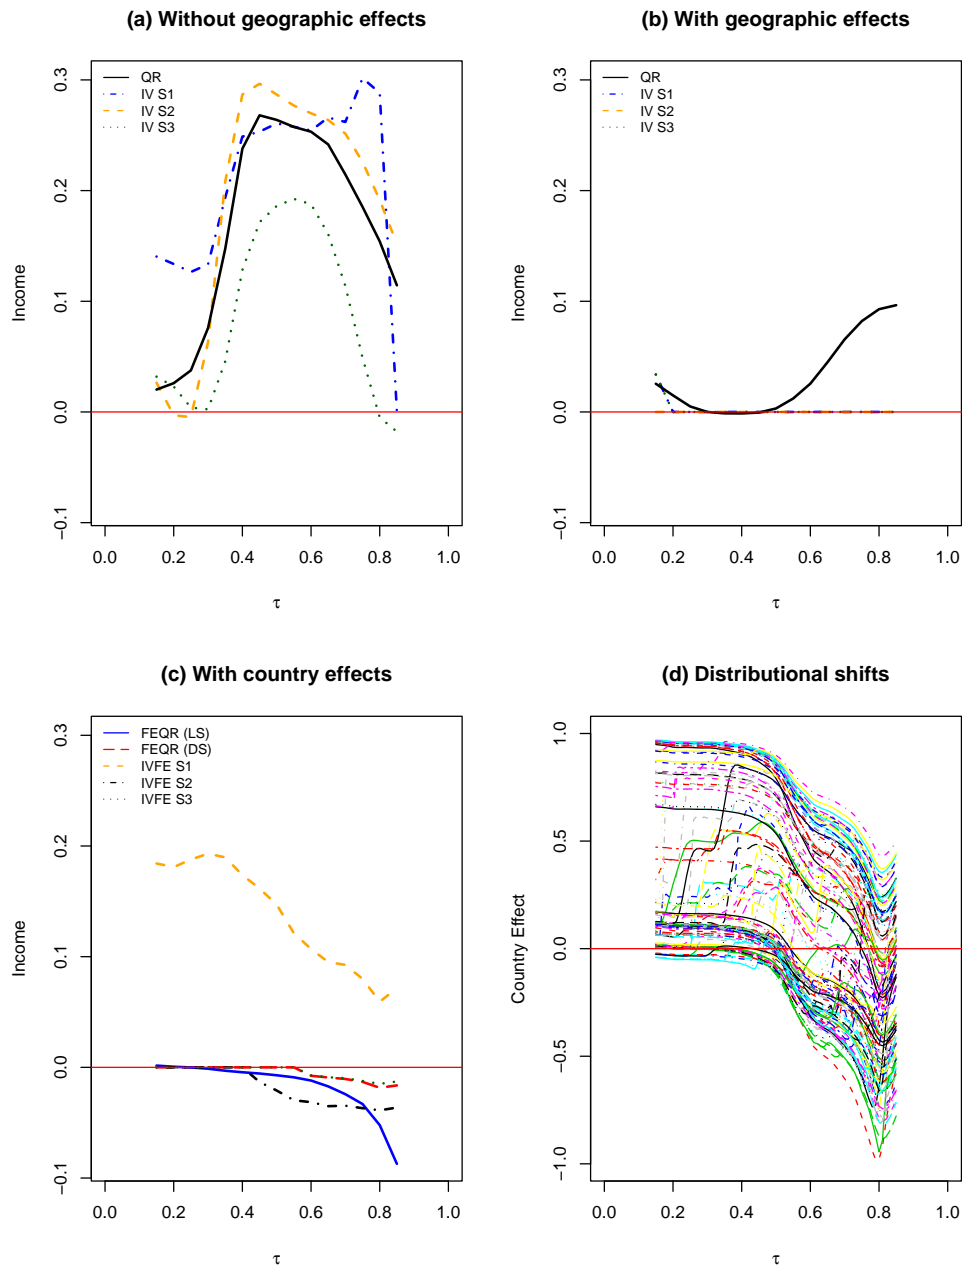 (a) Without geographic effects
QR
IV S1
IV S2
IV S3
0.3
0.2
0.1
0.0
−0.1
Income
0.0 0.2 0.4 0.6 0.8 1.0
τ
(b) With geographic effects
QR
IV S1
IV S2
IV S3
0.3
0.2
0.1
0.0
−0.1
Income
0.0 0.2 0.4 0.6 0.8 1.0
τ
(c) With country effects
FEQR (LS)
FEQR (DS)
IVFE S1
IVFE S2
IVFE S3
0.3
0.2
0.1
0.0
−0.1
Income
0.0 0.2 0.4 0.6 0.8 1.0
τ
(d) Distributional shifts
1.0
0.5
0.0
−0.5
−1.0
Country Effect
0.0 0.2 0.4 0.6 0.8 1.0
τ